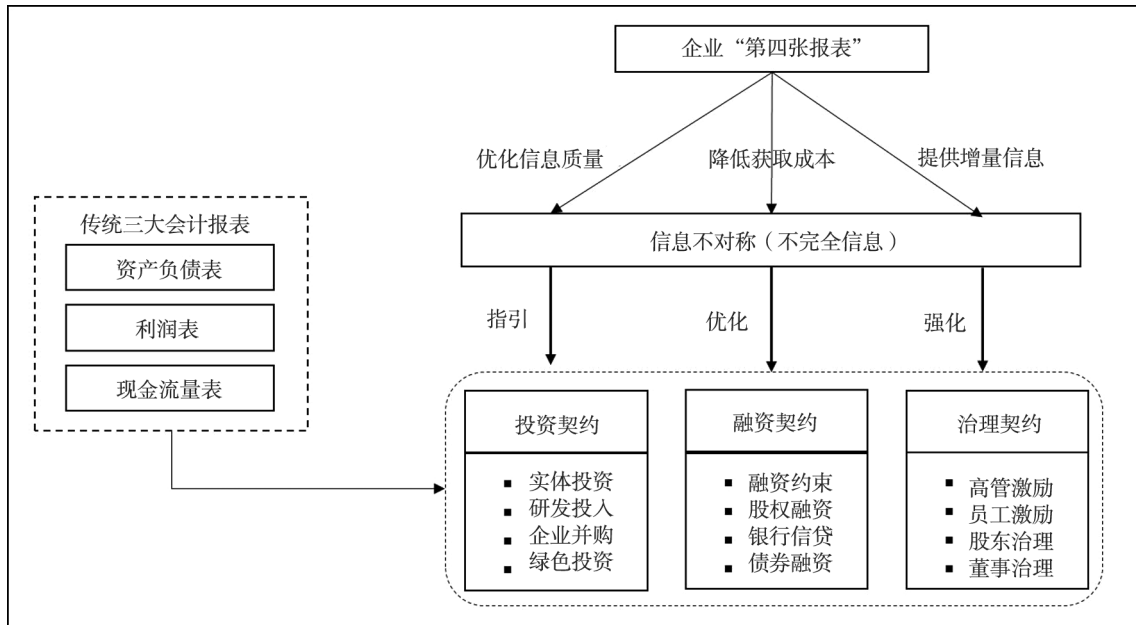 企业“第四张报表”
优化信息质量
降低获取成本
提供增量信息
传统三大会计报表
资产负债表
利润表
现金流量表
信息不对称（不完全信息）
指引
优化
强化
投资契约
■ 实体投资
■ 研发投入
■ 企业并购
■ 绿色投资
融资契约
■ 融资约束
■ 股权融资
■ 银行信贷
■ 债券融资
治理契约
■ 高管激励
■ 员工激励
■ 股东治理
■ 董事治理